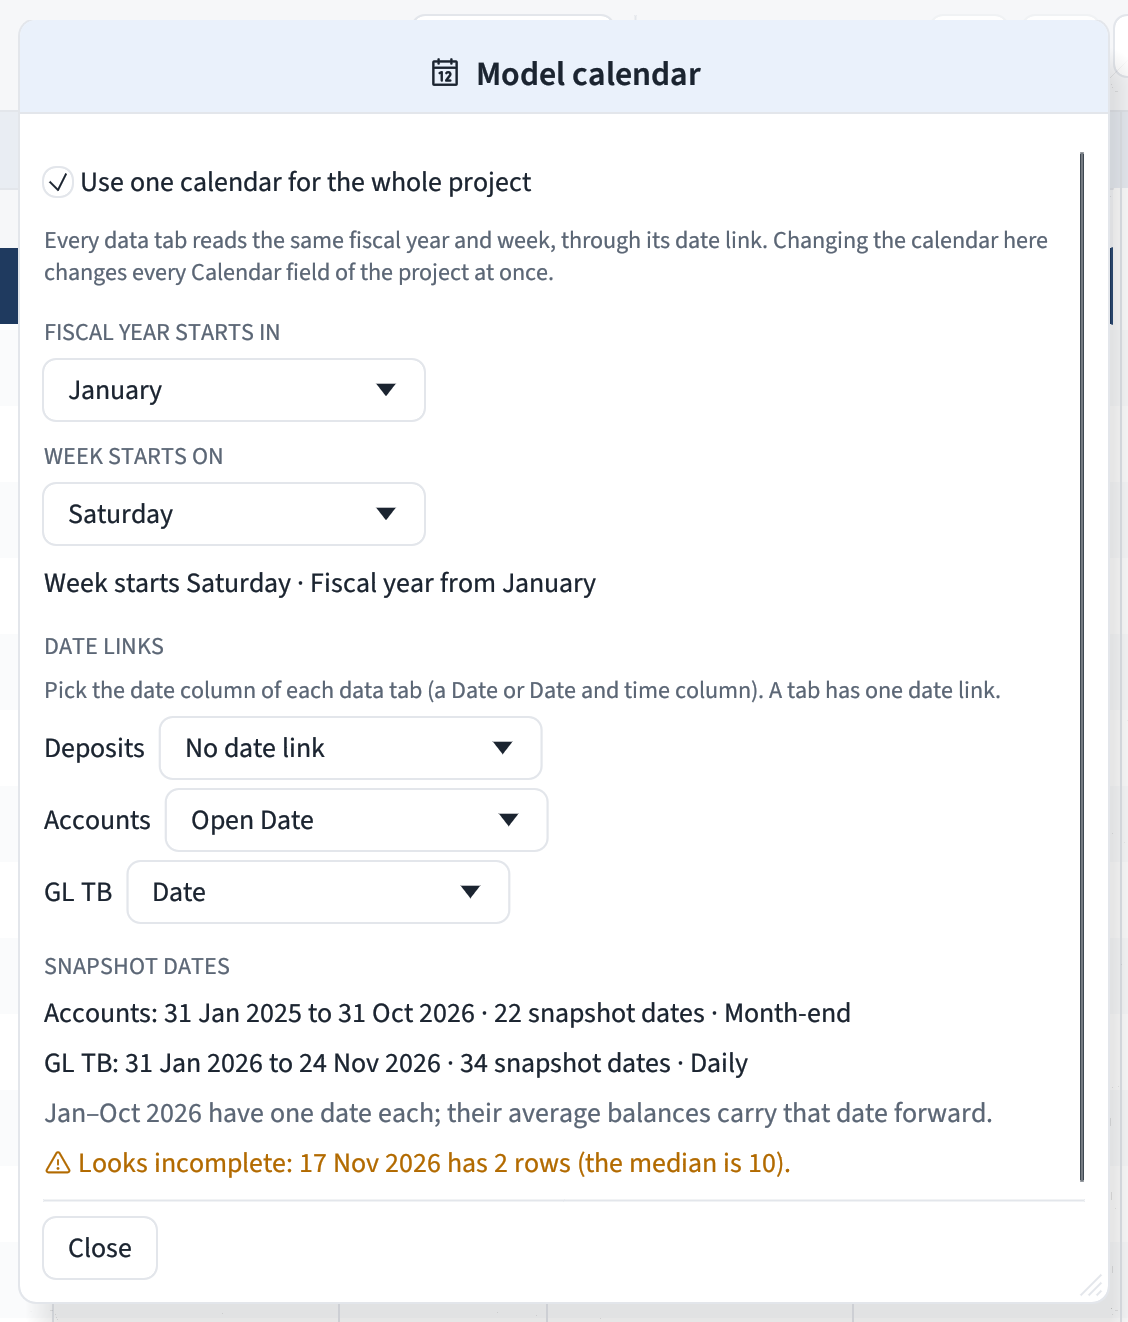 12 Model calendar
Use one calendar for the whole project
Every data tab reads the same fiscal year and week, through its date link. Changing the calendar here
changes every Calendar field of the project at once.
FISCAL YEAR STARTS IN
January
WEEK STARTS ON
Saturday
Week starts Saturday · Fiscal year from January
DATE LINKS
Pick the date column of each data tab (a Date or Date and time column). A tab has one date link.
Deposits No date link
Accounts Open Date
GL TB Date
SNAPSHOT DATES
Accounts: 31 Jan 2025 to 31 Oct 2026 · 22 snapshot dates · Month-end
GL TB: 31 Jan 2026 to 24 Nov 2026 · 34 snapshot dates · Daily
Jan–Oct 2026 have one date each; their average balances carry that date forward.
Looks incomplete: 17 Nov 2026 has 2 rows (the median is 10).
Close